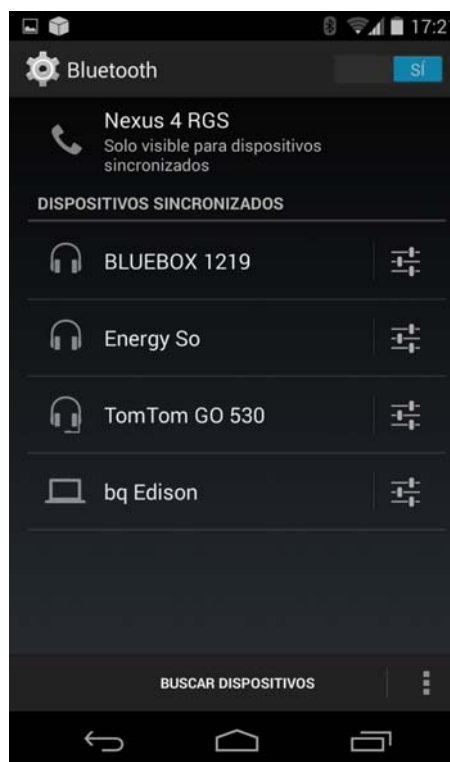 17:2
Bluetooth
SÍ
Nexus 4 RGS
Solo visible para dispositivos
sincronizados
DISPOSITIVOS SINCRONIZADOS
BLUEBOX 1219
Energy So
TomTom GO 530
bq Edison
BUSCAR DISPOSITIVOS